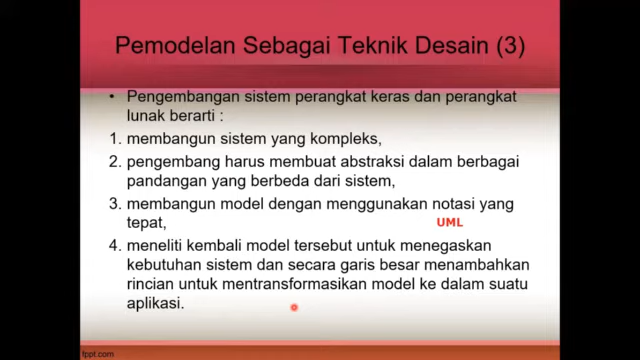 Pemodelan Sebagai Teknik Desain (3)
• Pengembangan sistem perangkat keras dan perangkat
lunak berarti :
1. membangun sistem yang kompleks,
2. pengembang harus membuat abstraksi dalam berbagai
pandangan yang berbeda dari sistem,
3. membangun model dengan menggunakan notasi yang
tepat,
UML
4. meneliti kembali model tersebut untuk menegaskan
kebutuhan sistem dan secara garis besar menambahkan
rincian untuk mentransformasikan model ke dalam suatu
aplikasi.
fppt.com